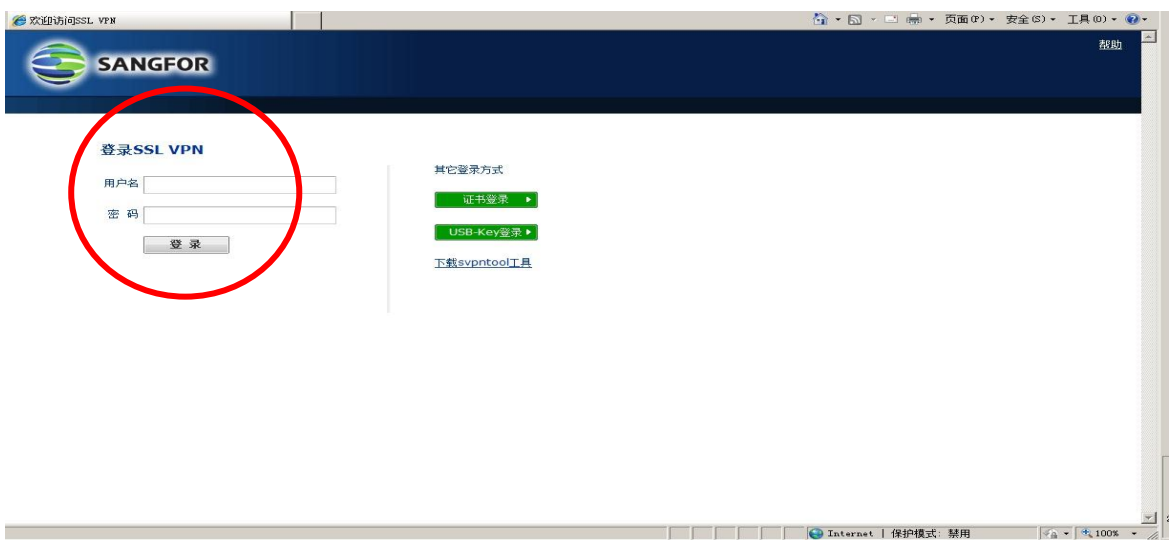 欢迎访问SSL VPN
页面(P) 安全(S) 工具(O)
帮助
SANGFOR
登录SSL VPN
用户名
密 码
登 录
其它登录方式
证书登录
USB-Key登录
下载svpntool工具
Internet | 保护模式: 禁用
100%